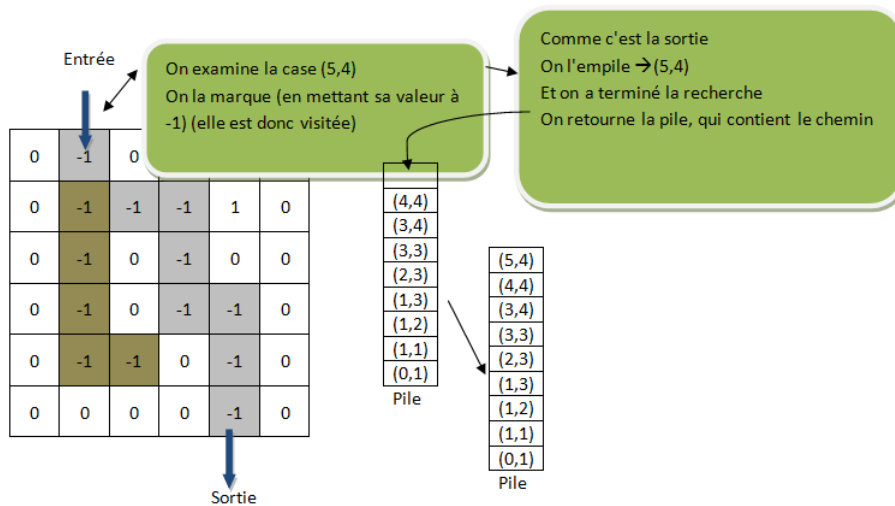 Entrée
On examine la case (5,4)
On la marque (en mettant sa valeur à
-1) (elle est donc visitée)
Comme c'est la sortie
On l'empile →(5,4)
Et on a terminé la recherche
On retourne la pile, qui contient le chemin
0 -1 0
0 -1 -1 -1 1 0
0 -1 0 -1 0 0
0 -1 0 -1 -1 0
0 -1 -1 0 -1 0
0 0 0 0 -1 0
Sortie
(4,4)
(3,4)
(3,3)
(2,3)
(1,3)
(1,2)
(1,1)
(0,1)
Pile
(5,4)
(4,4)
(3,4)
(3,3)
(2,3)
(1,3)
(1,2)
(1,1)
(0,1)
Pile